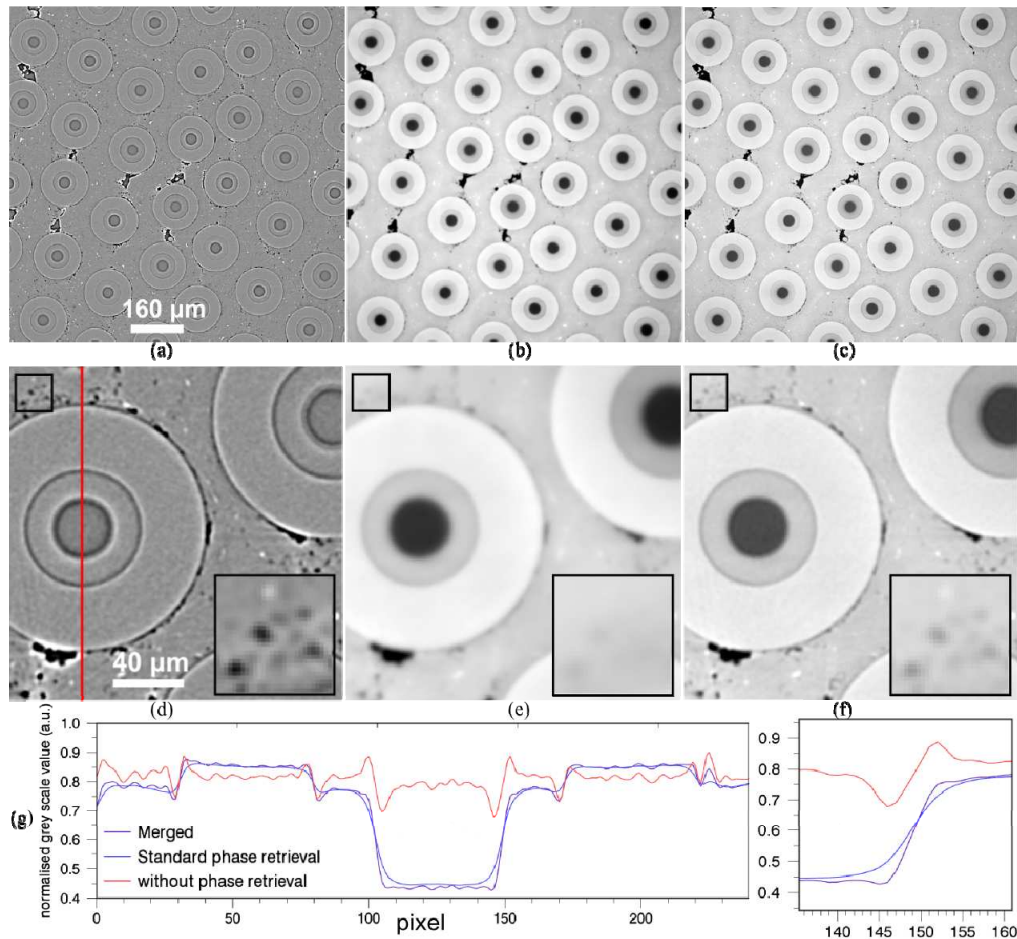 160 µm
(a) (b) (c)
40 µm
(d) (e) (f)
1.0
0.9
0.8
0.7
0.6
0.5
0.4
normalised grey scale value (a.u.)
(g)
Merged
Standard phase retrieval
without phase retrieval
0 50 100 150 200
pixel
0.9
0.8
0.7
0.6
0.5
0.4
140 145 150 155 160